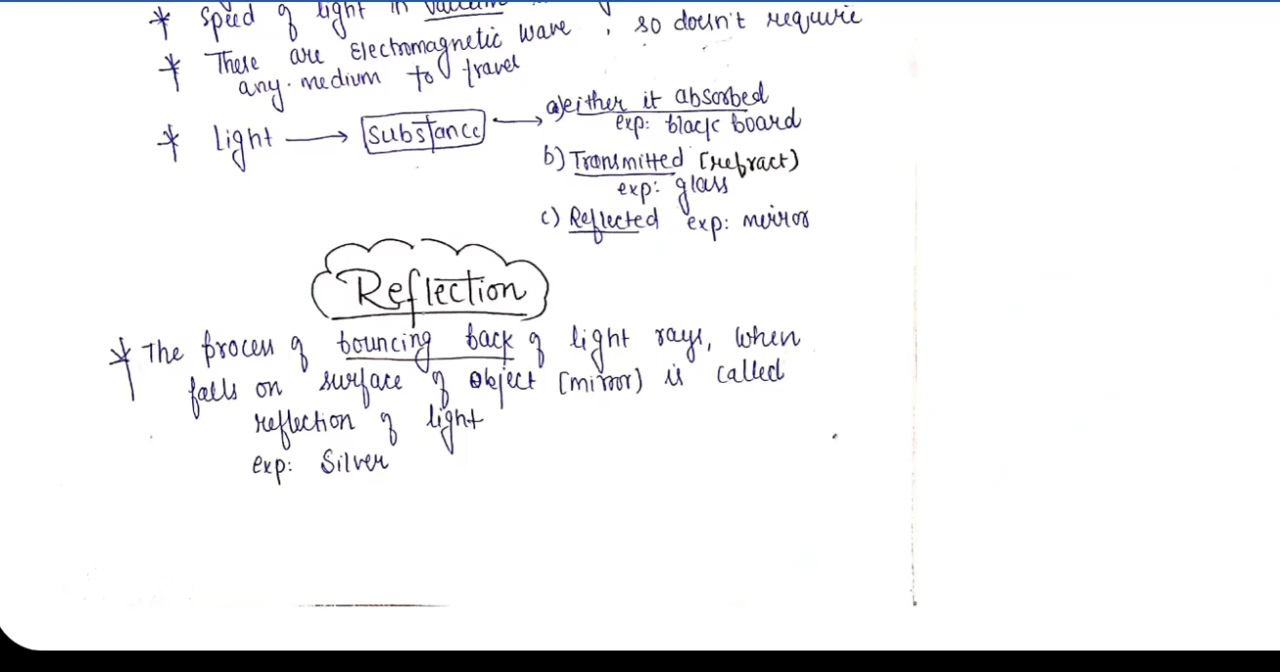 * Speed of light in vaccum
* These are Electromagnetic wave, so doesn't require
any medium to travel
* light → Substance → a) either it absorbed
exp: black board
b) Transmitted (refract)
exp: glass
c) Reflected exp: mirror
Reflection
* The process of bouncing back of light rays, when
falls on surface of object (mirror) is called
reflection of light
exp: Silver